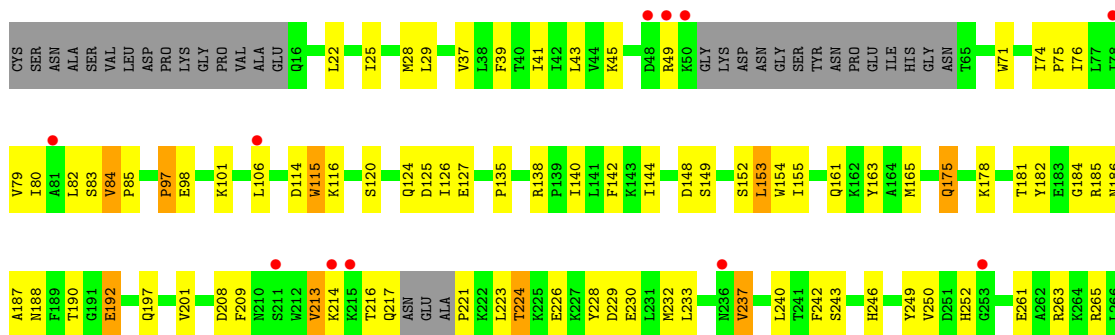 CYS SER ASN ALA SER VAL LEU ASP PRO LYS GLY PRO VAL ALA GLU Q16 L22 I25 M28 L29 V37 L38 F39 T40 I41 I42 L43 V44 K45 D48 R49 K50 GLY LYS ASP ASN GLY SER TYR ASN PRO GLU ILE HIS GLY ASN T65 W71 I74 P75 I76 L77 I78
V79 I80 A81 L82 S83 V84 P85 P97 E98 K101 L106 D114 W115 K116 S120 Q124 D125 I126 E127 P135 R138 P139 I140 L141 F142 K143 I144 D148 S149 S152 L153 W154 I155 Q161 K162 Y163 A164 M165 Q175 K178 T181 Y182 E183 G184 R185 N186
A187 N188 F189 T190 G191 E192 Q197 V201 D208 F209 N210 S211 W212 V213 K214 K215 T216 Q217 ASN GLU ALA P221 K222 L223 T224 K225 E226 K227 Y228 D229 E230 L231 M232 L233 N236 V237 L240 T241 F242 S243 H246 Y249 V250 D251 H252 G253 E261 A262 R263 K264 R265